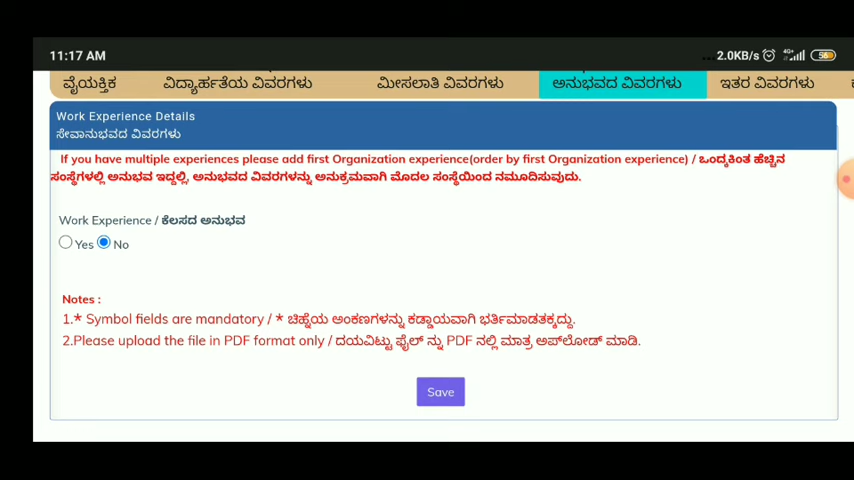 11:17 AM
2.0KB/s 4G+ 56
ವೈಯಕ್ತಿಕ ವಿದ್ಯಾರ್ಹತೆಯ ವಿವರಗಳು ಮೀಸಲಾತಿ ವಿವರಗಳು ಅನುಭವದ ವಿವರಗಳು ಇತರ ವಿವರಗಳು
Work Experience Details
ಸೇವಾನುಭವದ ವಿವರಗಳು
If you have multiple experiences please add first Organization experience(order by first Organization experience) / ಒಂದ್ಕಕಿಂತ ಹೆಚ್ಚಿನ
ಸಂಸ್ಥೆಗಳಲ್ಲಿ ಅನುಭವ ಇದ್ದಲ್ಲಿ, ಅನುಭವದ ವಿವರಗಳನ್ನು ಅನುಕ್ರಮವಾಗಿ ಮೊದಲ ಸಂಸ್ಥೆಯಿಂದ ನಮೂದಿಸುವುದು.
Work Experience / ಕೆಲಸದ ಅನುಭವ
Yes No
Notes :
1.* Symbol fields are mandatory / * ಚಿಹ್ನೆಯ ಅಂಕಣಗಳನ್ನು ಕಡ್ಡಾಯವಾಗಿ ಭರ್ತಿಮಾಡತಕ್ಕದ್ದು.
2.Please upload the file in PDF format only / ದಯವಿಟ್ಟು ಫೈಲ್ ನ್ನು PDF ನಲ್ಲಿ ಮಾತ್ರ ಅಪ್‌ಲೋಡ್ ಮಾಡಿ.
Save